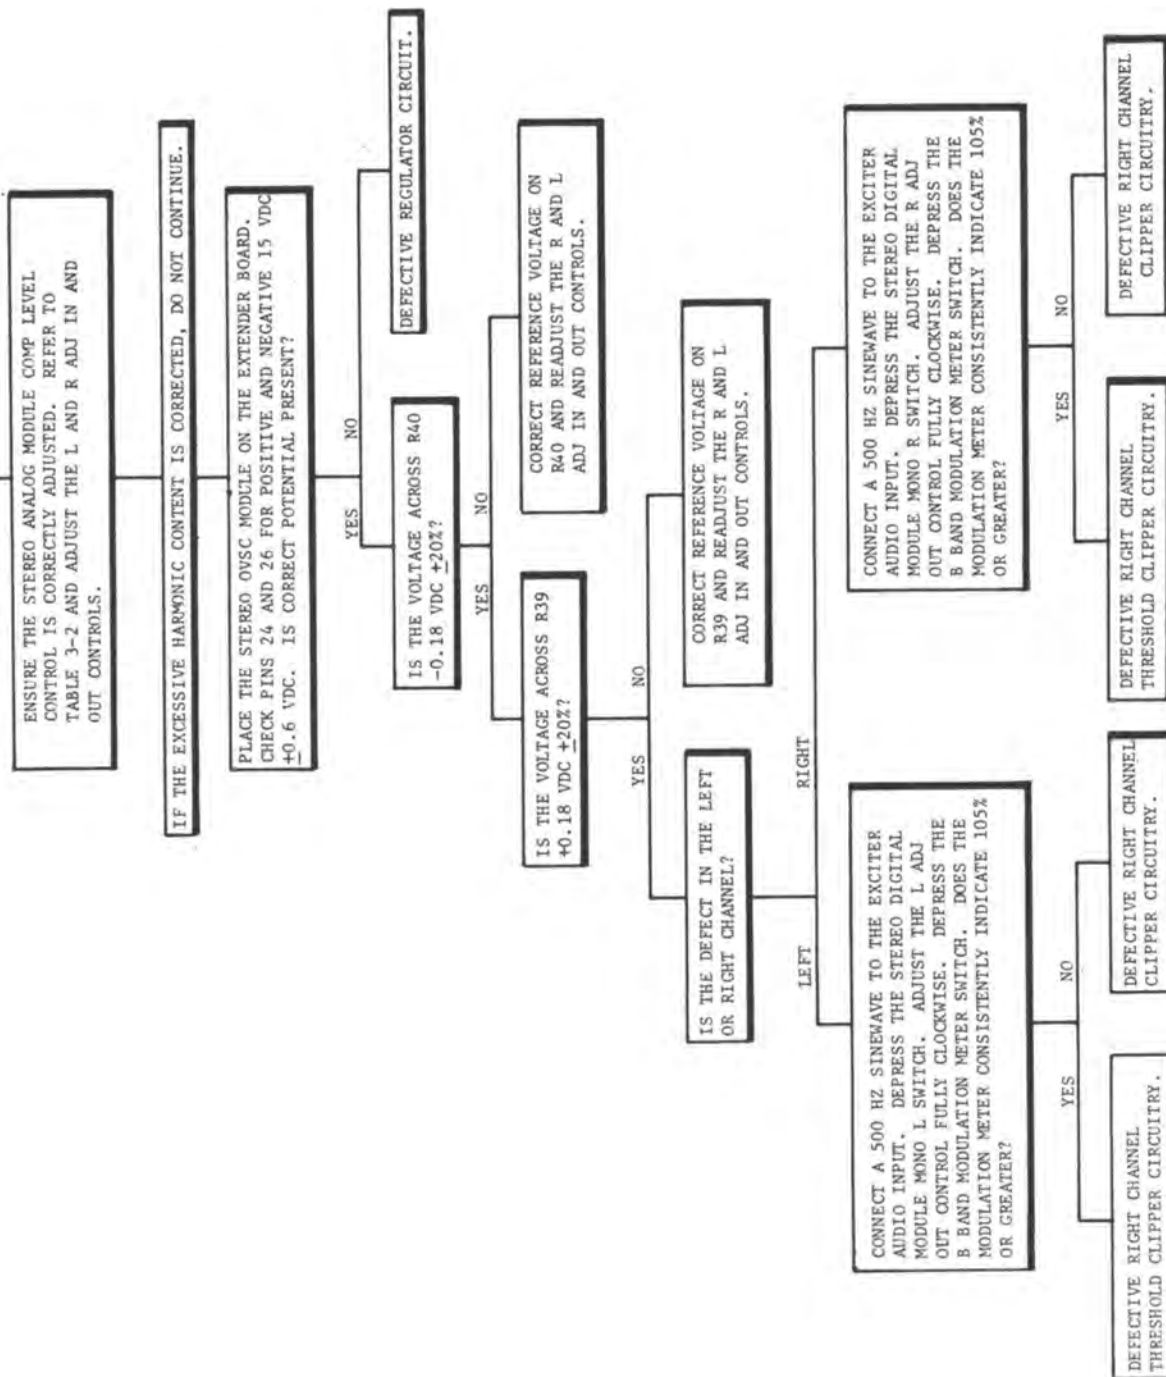 ENSURE THE STEREO ANALOG MODULE COMP LEVEL
CONTROL IS CORRECTLY ADJUSTED. REFER TO
TABLE 3-2 AND ADJUST THE L AND R ADJ IN AND
OUT CONTROLS.
IF THE EXCESSIVE HARMONIC CONTENT IS CORRECTED, DO NOT CONTINUE.
PLACE THE STEREO OVSC MODULE ON THE EXTENDER BOARD.
CHECK PINS 24 AND 26 FOR POSITIVE AND NEGATIVE 15 VDC
±0.6 VDC. IS CORRECT POTENTIAL PRESENT?
YES
NO
IS THE VOLTAGE ACROSS R40
-0.18 VDC ±20%?
DEFECTIVE REGULATOR CIRCUIT.
YES
NO
IS THE VOLTAGE ACROSS R39
+0.18 VDC ±20%?
CORRECT REFERENCE VOLTAGE ON
R40 AND READJUST THE R AND L
ADJ IN AND OUT CONTROLS.
YES
NO
IS THE DEFECT IN THE LEFT
OR RIGHT CHANNEL?
CORRECT REFERENCE VOLTAGE ON
R39 AND READJUST THE R AND L
ADJ IN AND OUT CONTROLS.
LEFT
RIGHT
CONNECT A 500 HZ SINEWAVE TO THE EXCITER
AUDIO INPUT. DEPRESS THE STEREO DIGITAL
MODULE MONO L SWITCH. ADJUST THE L ADJ
OUT CONTROL FULLY CLOCKWISE. DEPRESS THE
B BAND MODULATION METER SWITCH. DOES THE
MODULATION METER CONSISTENTLY INDICATE 105%
OR GREATER?
CONNECT A 500 HZ SINEWAVE TO THE EXCITER
AUDIO INPUT. DEPRESS THE STEREO DIGITAL
MODULE MONO R SWITCH. ADJUST THE R ADJ
OUT CONTROL FULLY CLOCKWISE. DEPRESS THE
B BAND MODULATION METER SWITCH. DOES THE
MODULATION METER CONSISTENTLY INDICATE 105%
OR GREATER?
YES
NO
YES
NO
DEFECTIVE RIGHT CHANNEL
THRESHOLD CLIPPER CIRCUITRY.
DEFECTIVE RIGHT CHANNEL
CLIPPER CIRCUITRY.
DEFECTIVE RIGHT CHANNEL
THRESHOLD CLIPPER CIRCUITRY.
DEFECTIVE RIGHT CHANNEL
CLIPPER CIRCUITRY.